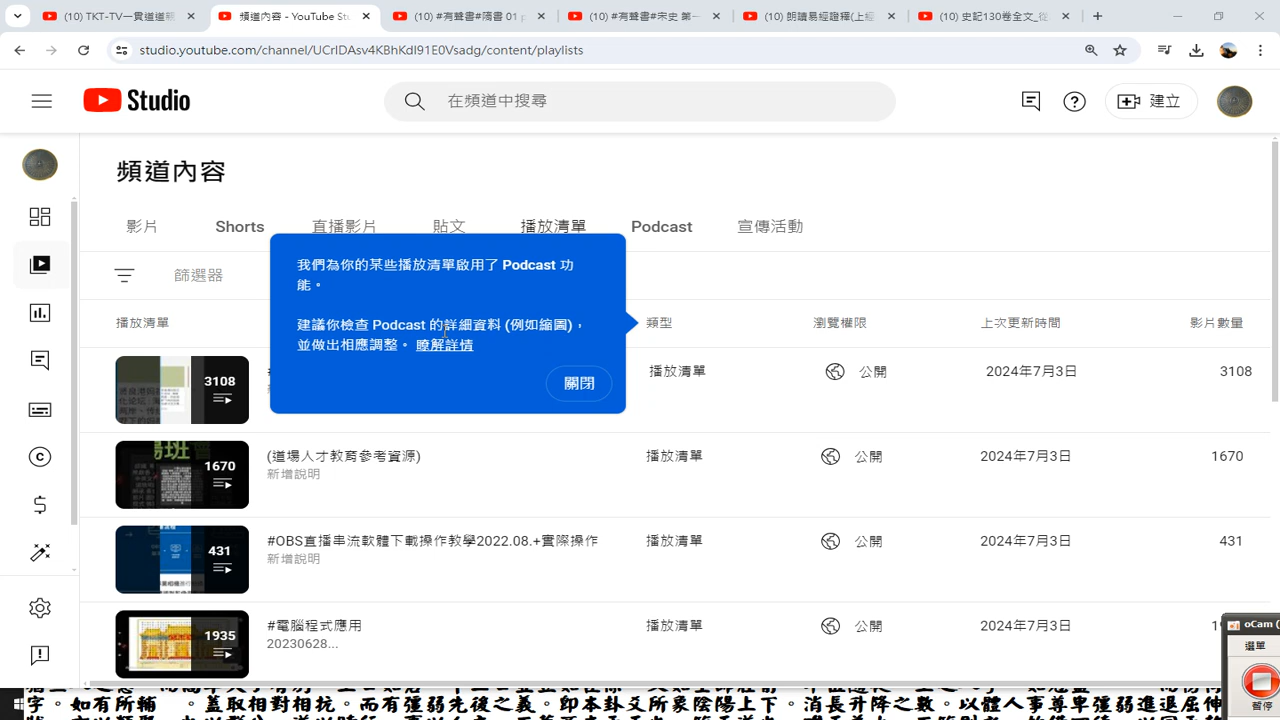 (10) TKT-TV一貫道道
頻道內容 - YouTube Stu
(10) #有聲書#蕩書 01 p
(10) #有聲書#宋史 第一
(10) 朗讀易經證釋(上經
(10) 史記130卷全文_從
studio.youtube.com/channel/UCrIDAsv4KBhKdI91E0Vsadg/content/playlists
Studio
在頻道中搜尋
建立
頻道內容
影片 Shorts 直播影片 貼文 播放清單 Podcast 宣傳活動
篩選器
我們為你的某些播放清單啟用了 Podcast 功
能。
建議你檢查 Podcast 的詳細資料 (例如縮圖)，
並做出相應調整。 瞭解詳情
關閉
播放清單 類型 瀏覽權限 上次更新時間 影片數量
3108 播放清單 公開 2024年7月3日 3108
1670 (道場人才教育參考資源) 播放清單 公開 2024年7月3日 1670
新增說明
431 #OBS直播串流軟體下載操作教學2022.08.+實際操作 播放清單 公開 2024年7月3日 431
新增說明
1935 #電腦程式應用 播放清單 公開 2024年7月3日
20230628...
oCam (
選單
暫停
字。如有所輔 。蓋取相對相抗。而有彊弱先後之義。即本卦爻所象陰陽上下。消長升降之數。以體人事尊卑彊弱進退屈伸